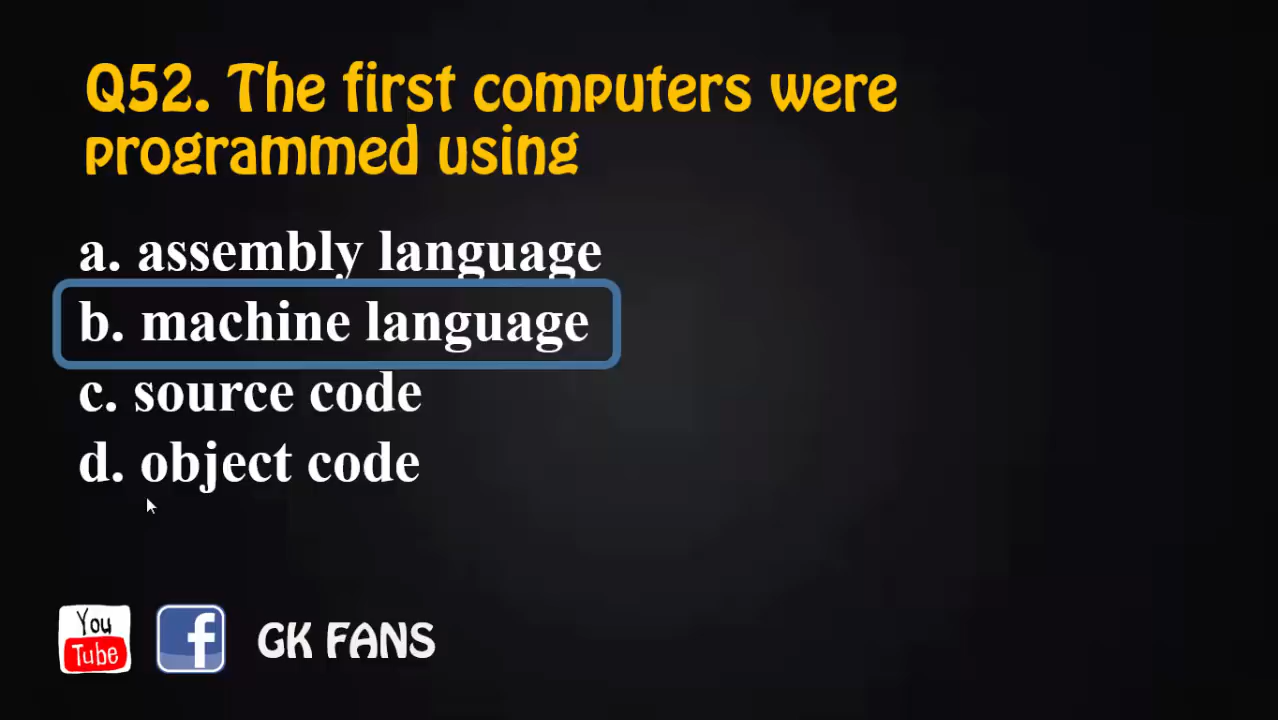 Q52. The first computers were
programmed using
a. assembly language
b. machine language
c. source code
d. object code
You
Tube
f
GK FANS